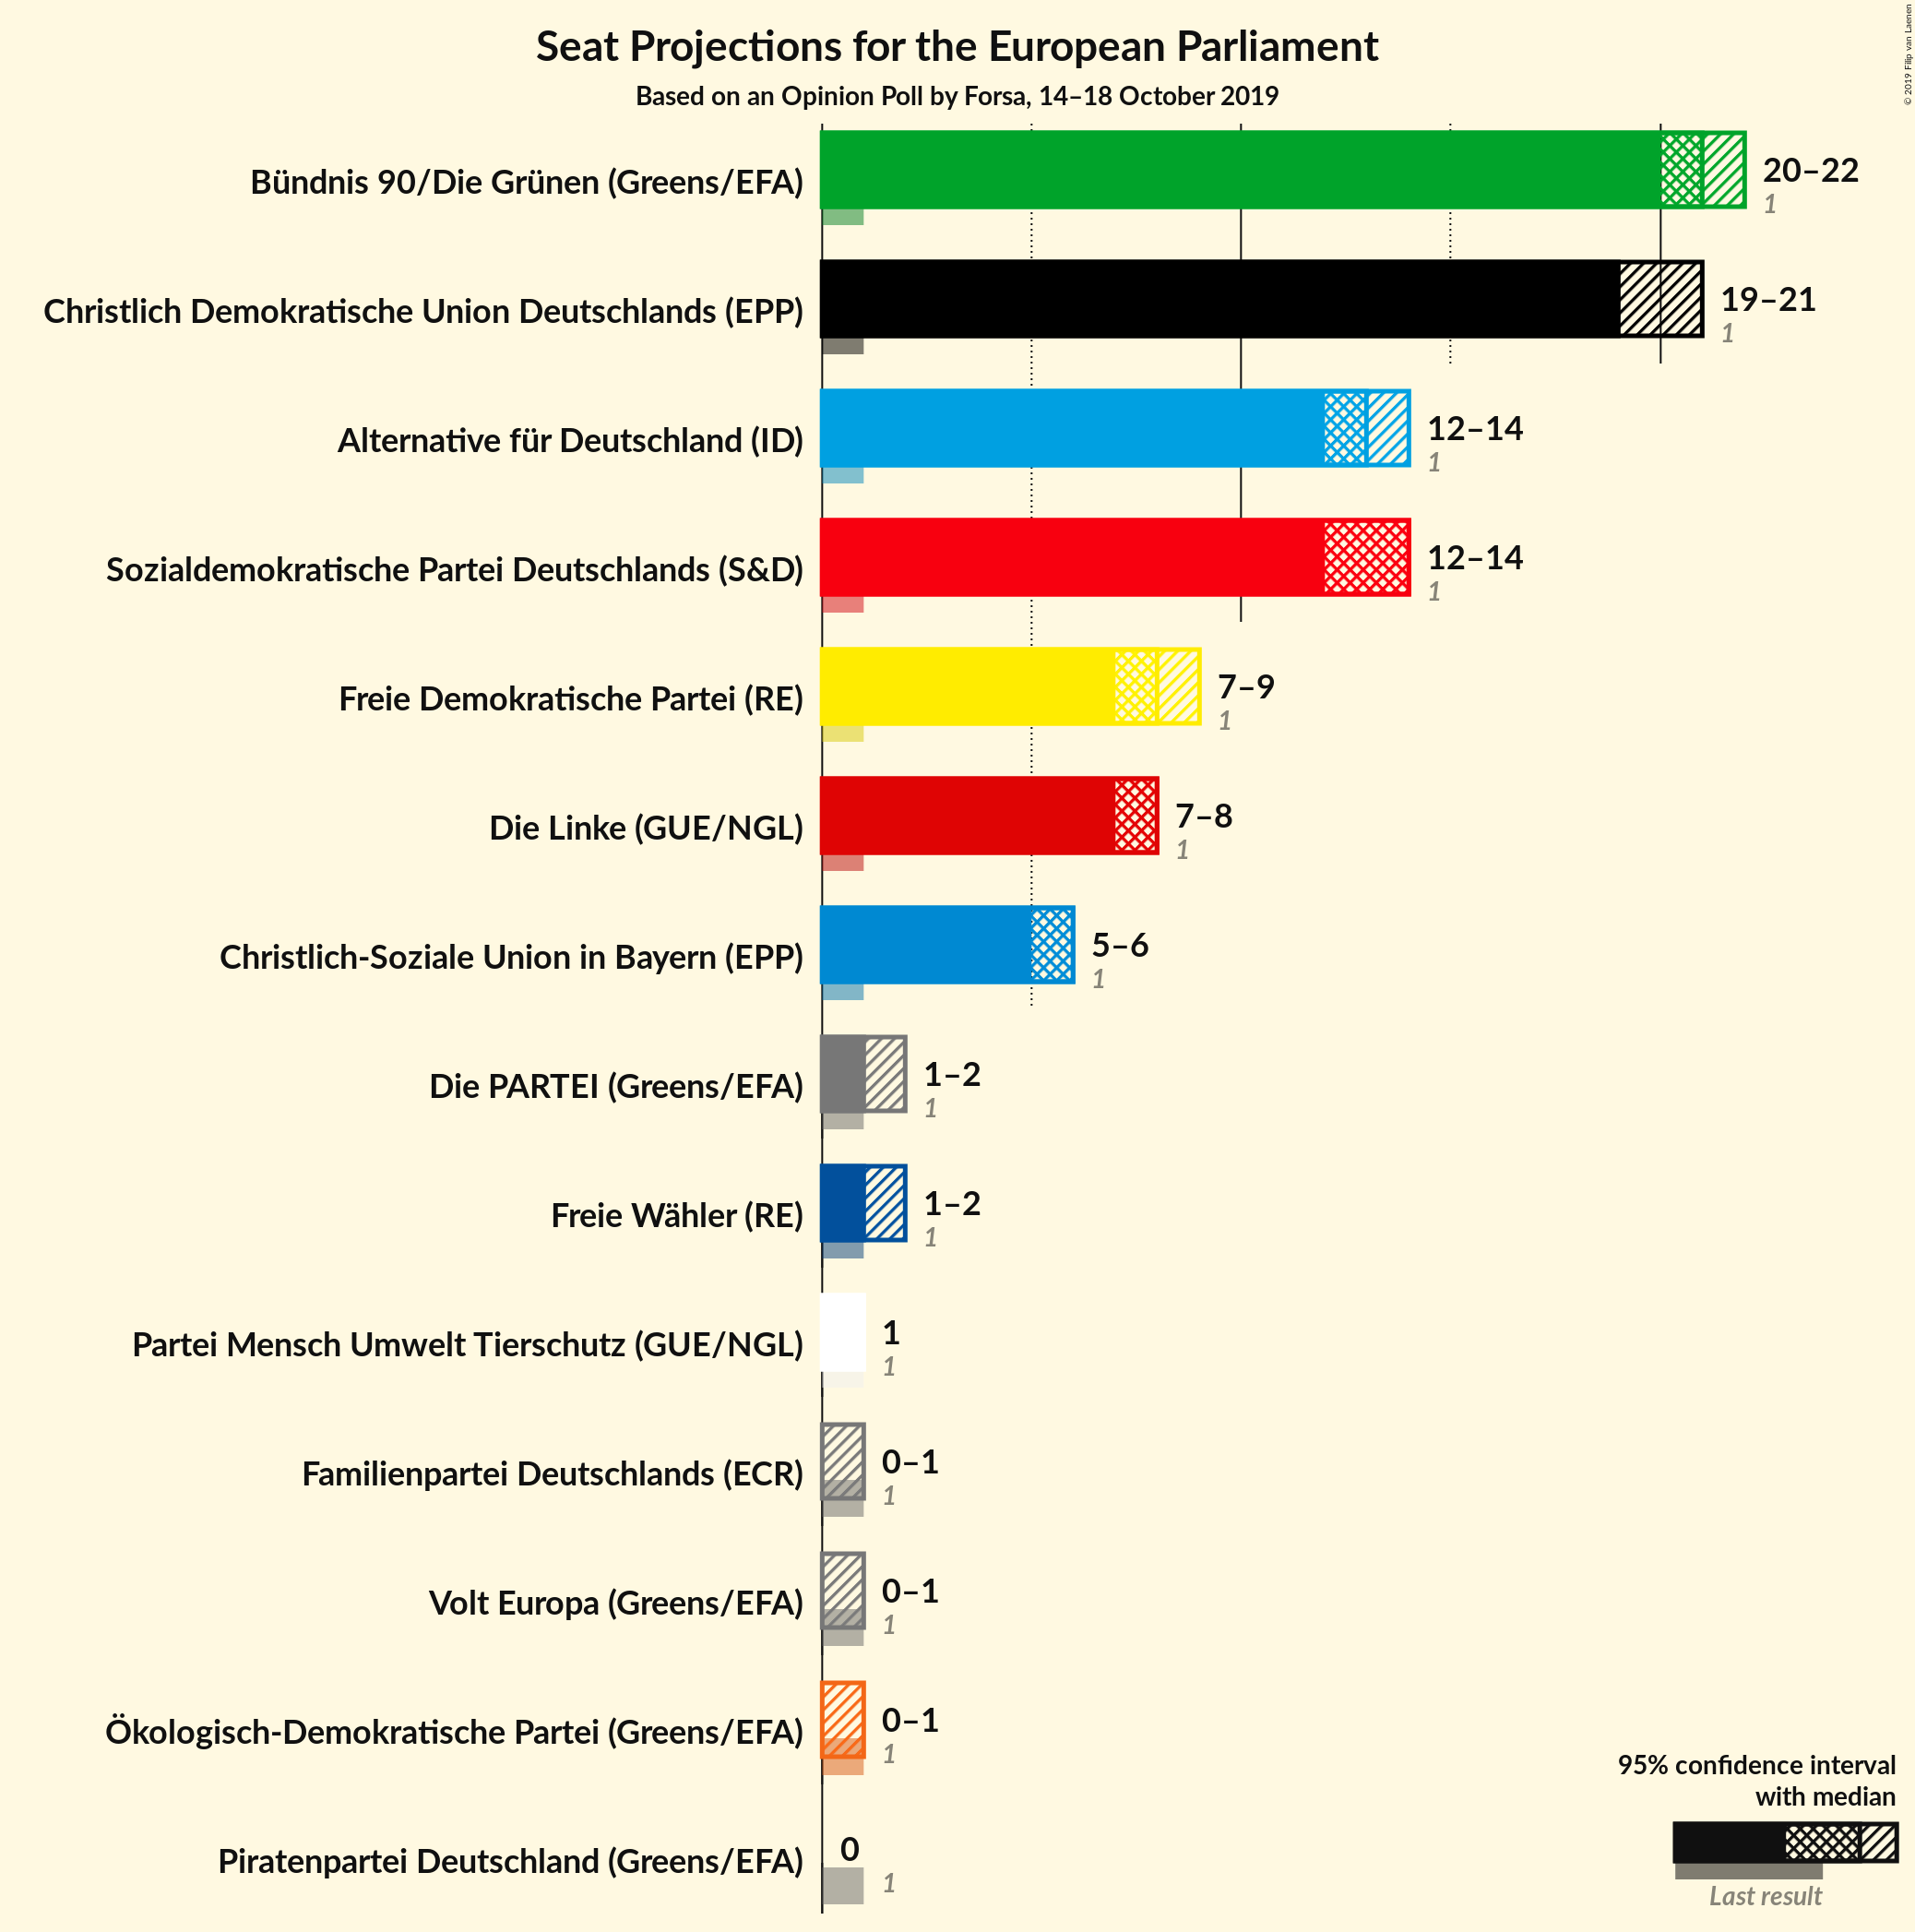 Seat Projections for the European Parliament
Based on an Opinion Poll by Forsa, 14–18 October 2019
© 2019 Filip van Laenen
Bündnis 90/Die Grünen (Greens/EFA)
20–22
1
Christlich Demokratische Union Deutschlands (EPP)
19–21
1
Alternative für Deutschland (ID)
12–14
1
Sozialdemokratische Partei Deutschlands (S&D)
12–14
1
Freie Demokratische Partei (RE)
7–9
1
Die Linke (GUE/NGL)
7–8
1
Christlich-Soziale Union in Bayern (EPP)
5–6
1
Die PARTEI (Greens/EFA)
1–2
1
Freie Wähler (RE)
1–2
1
Partei Mensch Umwelt Tierschutz (GUE/NGL)
1
1
Familienpartei Deutschlands (ECR)
0–1
1
Volt Europa (Greens/EFA)
0–1
1
Ökologisch-Demokratische Partei (Greens/EFA)
0–1
1
Piratenpartei Deutschland (Greens/EFA)
0
1
95% confidence interval
with median
Last result